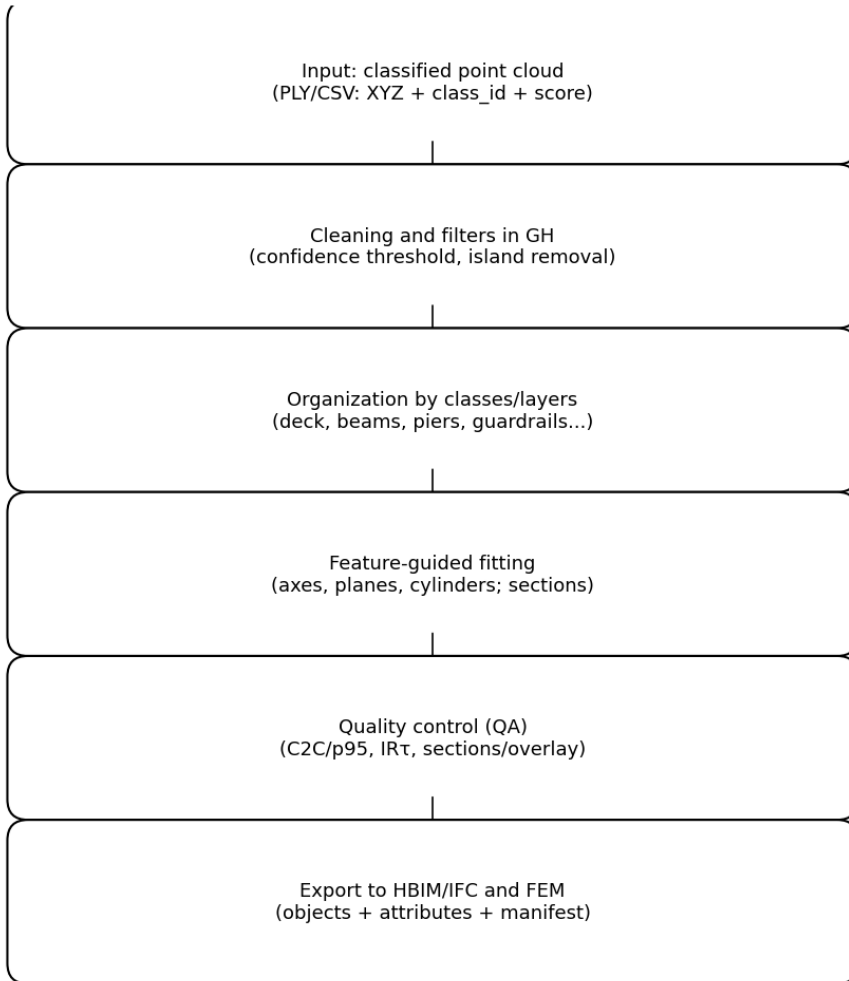 Input: classified point cloud
(PLY/CSV: XYZ + class_id + score)
Cleaning and filters in GH
(confidence threshold, island removal)
Organization by classes/layers
(deck, beams, piers, guardrails...)
Feature-guided fitting
(axes, planes, cylinders; sections)
Quality control (QA)
(C2C/p95, IRτ, sections/overlay)
Export to HBIM/IFC and FEM
(objects + attributes + manifest)